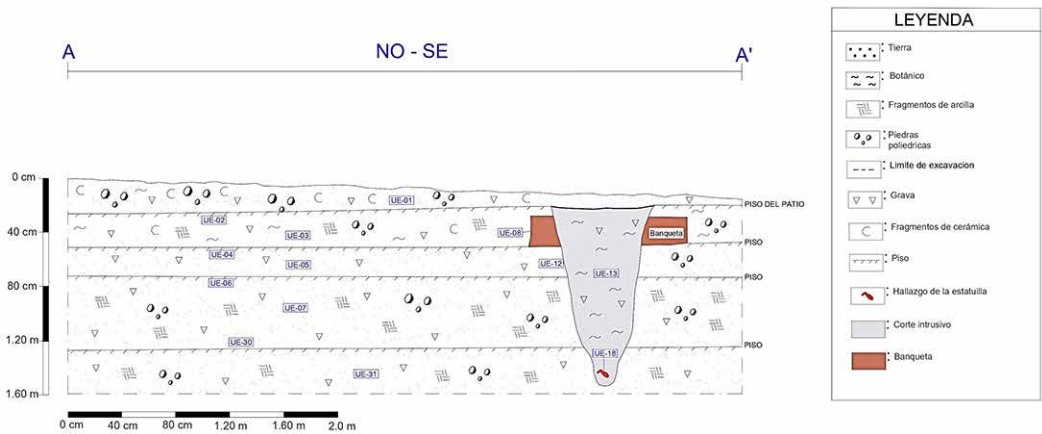 A
NO - SE
A'
0 cm
40 cm
80 cm
1.20 m
1.60 m
UE-01
PISO DEL PATIO
UE-02
UE-03
UE-08
Banqueta
PISO
UE-04
UE-05
UE-12
UE-13
PISO
UE-06
UE-07
UE-30
PISO
UE-18
UE-31
0 cm
40 cm
80 cm
1.20 m
2.0 m
LEYENDA
: Tierra
: Botánico
: Fragmentos de arcilla
: Piedras
poliedricas
: Limite de excavacion
: Grava
: Fragmentos de cerámica
: Piso
: Hallazgo de la estatuilla
: Corte intrusivo
: Banqueta